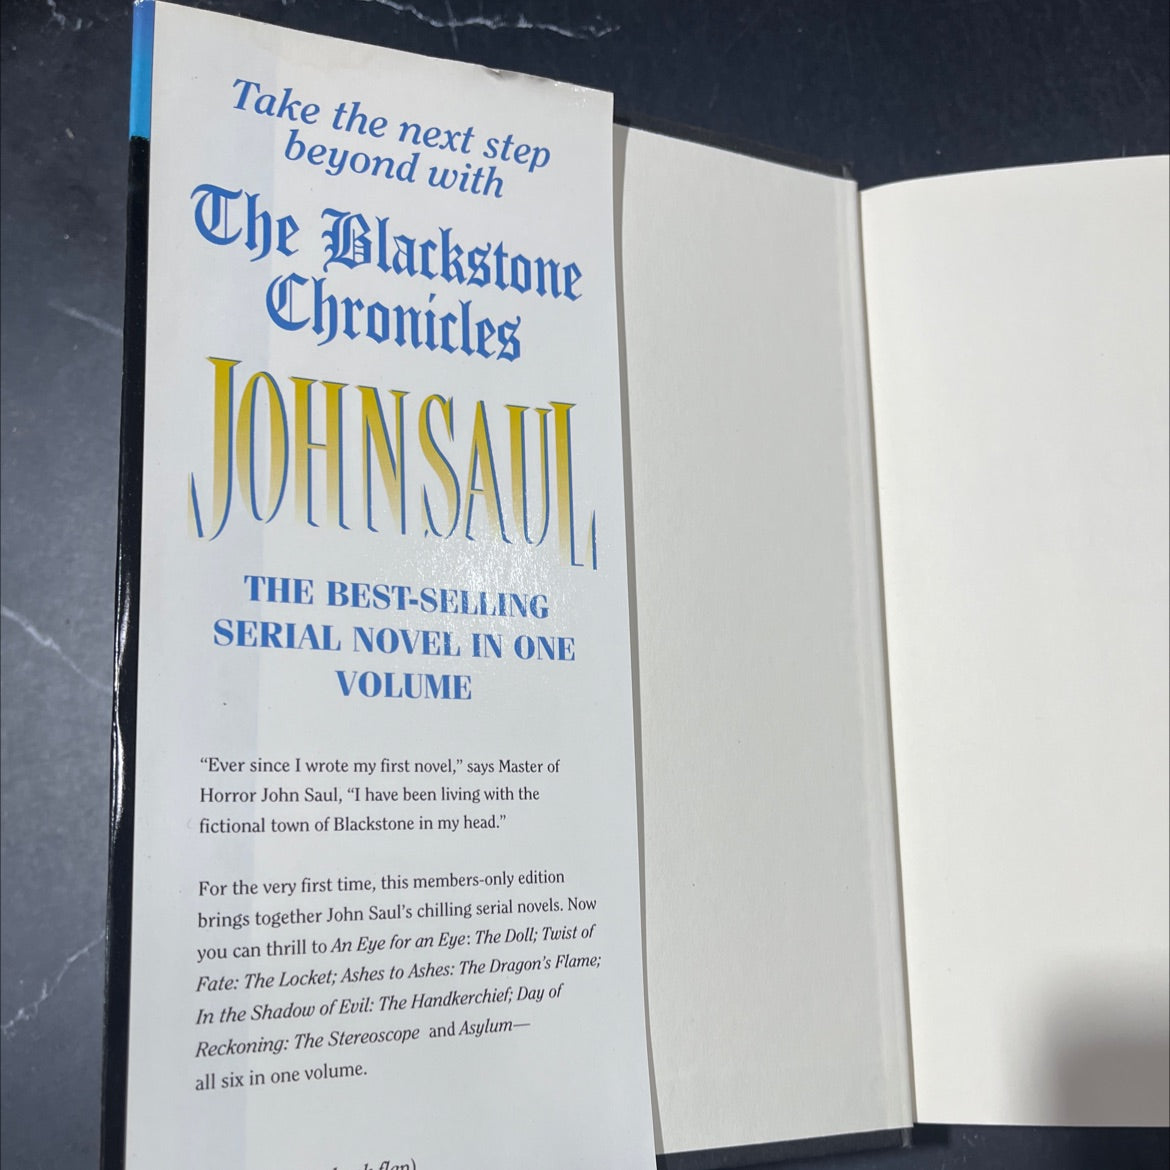 Take the next step
beyond with
The Blackstone
Chronicles
JOHN SAUL
THE BEST-SELLING
SERIAL NOVEL IN ONE
VOLUME
“Ever since I wrote my first novel,” says Master of
Horror John Saul, “I have been living with the
fictional town of Blackstone in my head.”
For the very first time, this members-only edition
brings together John Saul’s chilling serial novels. Now
you can thrill to An Eye for an Eye: The Doll; Twist of
Fate: The Locket; Ashes to Ashes: The Dragon’s Flame;
In the Shadow of Evil: The Handkerchief; Day of
Reckoning: The Stereoscope and Asylum—
all six in one volume.
flap)